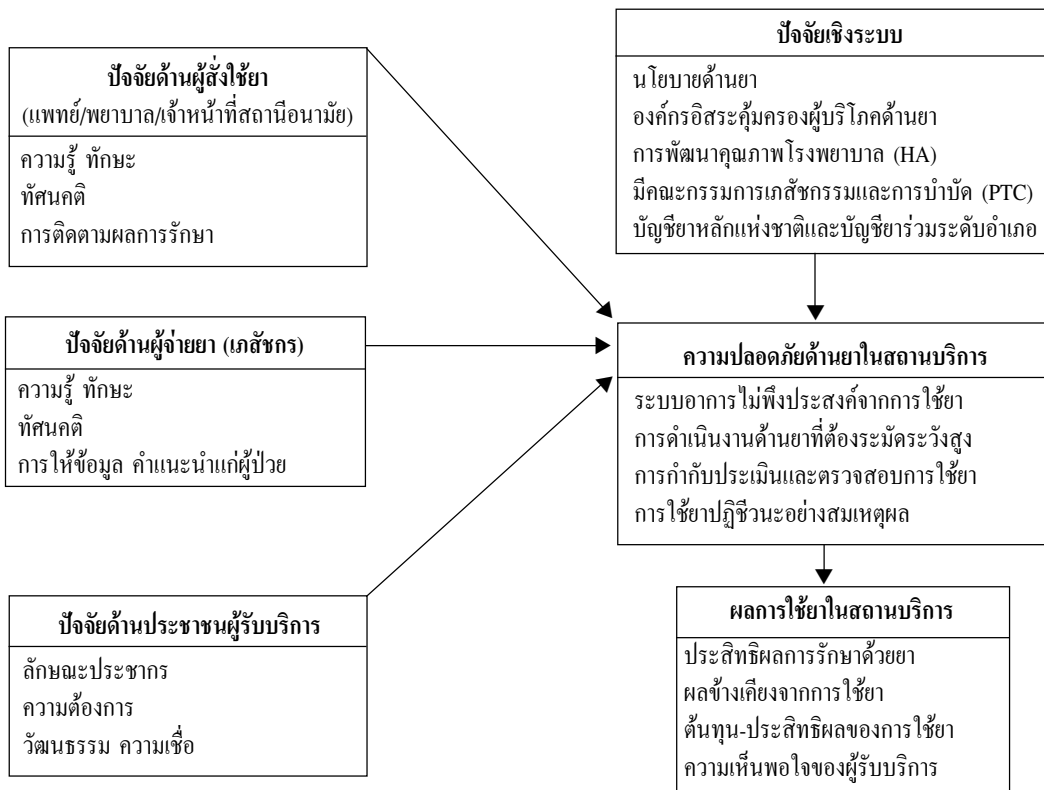 ปัจจัยด้านผู้สั่งใช้ยา
(แพทย์/พยาบาล/เจ้าหน้าที่สถานีอนามัย)
ความรู้ ทักษะ
ทัศนคติ
การติดตามผลการรักษา
ปัจจัยด้านผู้จ่ายยา (เภสัชกร)
ความรู้ ทักษะ
ทัศนคติ
การให้ข้อมูล คำแนะนำแก่ผู้ป่วย
ปัจจัยด้านประชาชนผู้รับบริการ
ลักษณะประชากร
ความต้องการ
วัฒนธรรม ความเชื่อ
ปัจจัยเชิงระบบ
นโยบายด้านยา
องค์กรอิสระคุ้มครองผู้บริโภคด้านยา
การพัฒนาคุณภาพโรงพยาบาล (HA)
มีคณะกรรมการเภสัชกรรมและการบำบัด (PTC)
บัญชียาหลักแห่งชาติและบัญชียาร่วมระดับอำเภอ
ความปลอดภัยด้านยาในสถานบริการ
ระบบอาการไม่พึงประสงค์จากการใช้ยา
การดำเนินงานด้านยาที่ต้องระมัดระวังสูง
การกำกับประเมินและตรวจสอบการใช้ยา
การใช้ยาปฏิชีวนะอย่างสมเหตุผล
ผลการใช้ยาในสถานบริการ
ประสิทธิผลการรักษาด้วยยา
ผลข้างเคียงจากการใช้ยา
ต้นทุน-ประสิทธิผลของการใช้ยา
ความเห็นพอใจของผู้รับบริการ